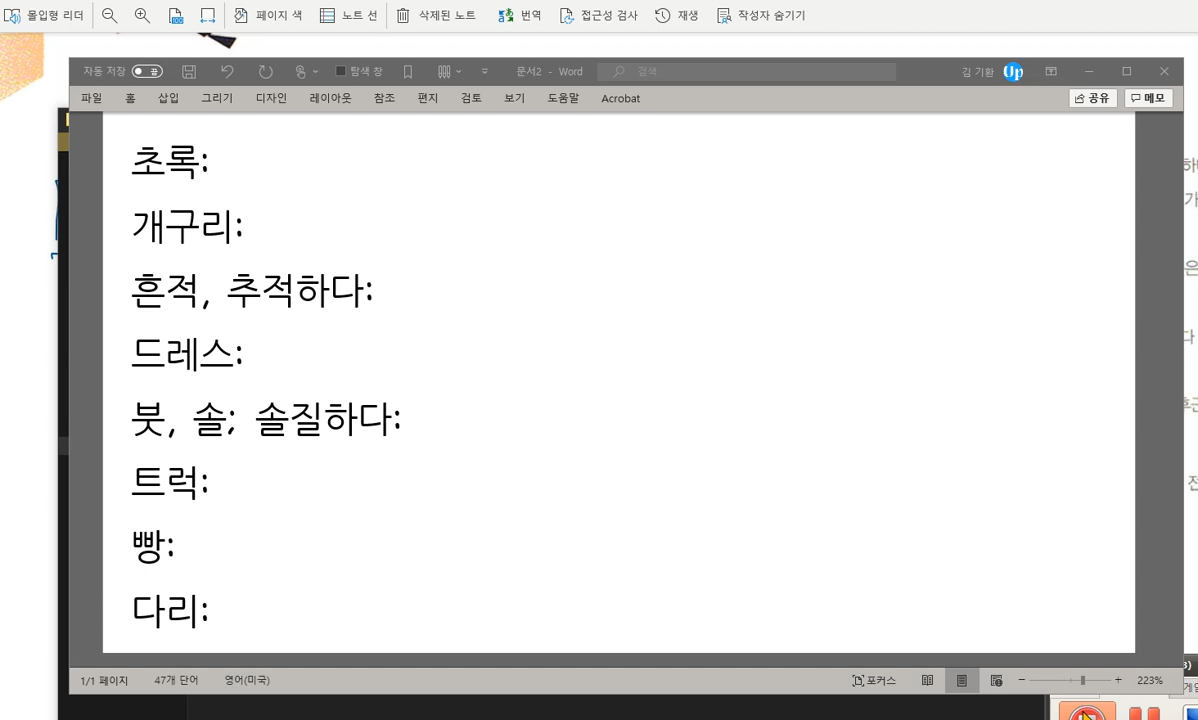 몰입형 리더 100 페이지 색 노트 선 삭제된 노트 번역 접근성 검사 재생 작성자 숨기기
자동 저장 끔 탐색 창 문서2 - Word 검색 김 기환 Up
파일 홈 삽입 그리기 디자인 레이아웃 참조 편지 검토 보기 도움말 Acrobat 공유 메모
초록:
개구리:
흔적, 추적하다:
드레스:
붓, 솔; 솔질하다:
트럭:
빵:
다리:
1/1 페이지 47개 단어 영어(미국) 포커스 223%